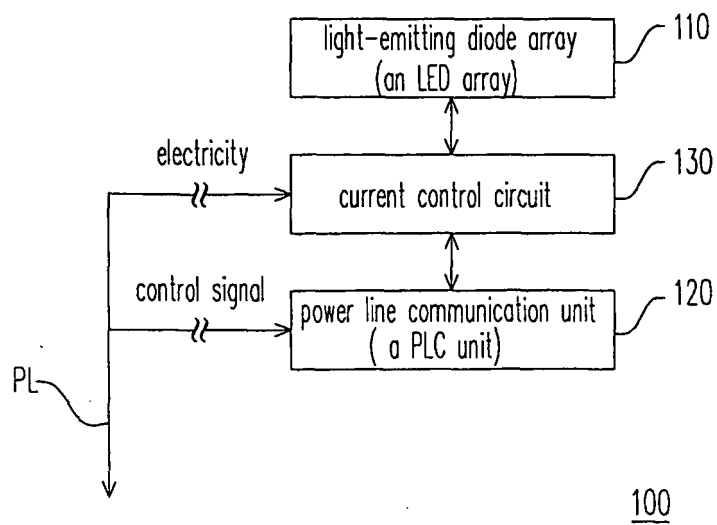 light-emitting diode array
(an LED array)
110
electricity
current control circuit
130
control signal
power line communication unit
( a PLC unit)
120
PL
100